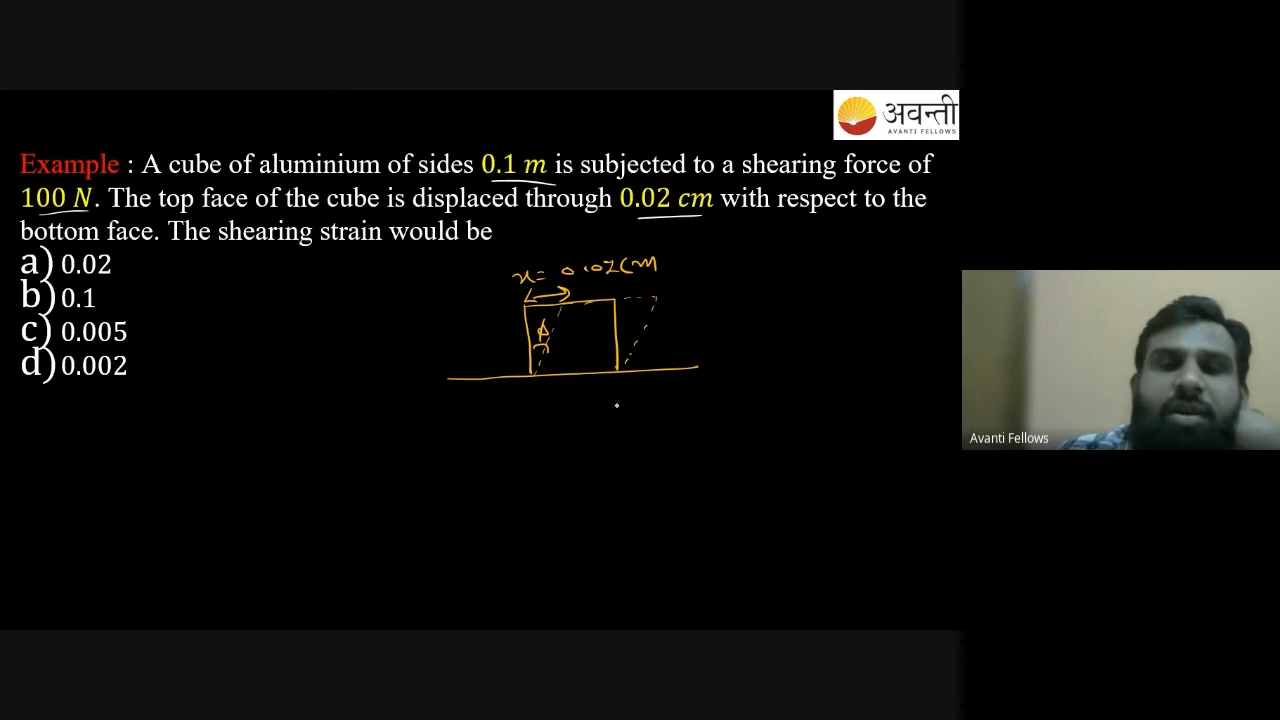 अवन्ती
AVANTI FELLOWS
Example : A cube of aluminium of sides 0.1 m is subjected to a shearing force of
100 N. The top face of the cube is displaced through 0.02 cm with respect to the
bottom face. The shearing strain would be
a) 0.02
b) 0.1
c) 0.005
d) 0.002
x= 0.02cm
Avanti Fellows